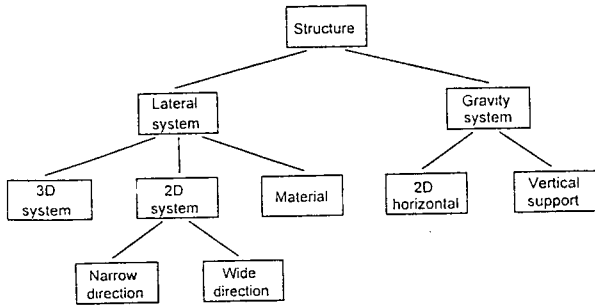 Structure
Lateral
system
Gravity
system
3D
system
2D
system
Material
2D
horizontal
Vertical
support
Narrow
direction
Wide
direction